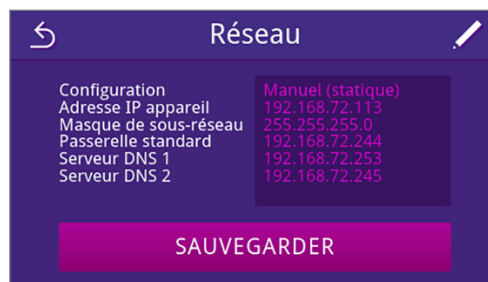 Réseau
Configuration Manuel (statique)
Adresse IP appareil 192.168.72.113
Masque de sous-réseau 255.255.255.0
Passerelle standard 192.168.72.244
Serveur DNS 1 192.168.72.253
Serveur DNS 2 192.168.72.245
SAUVEGARDER